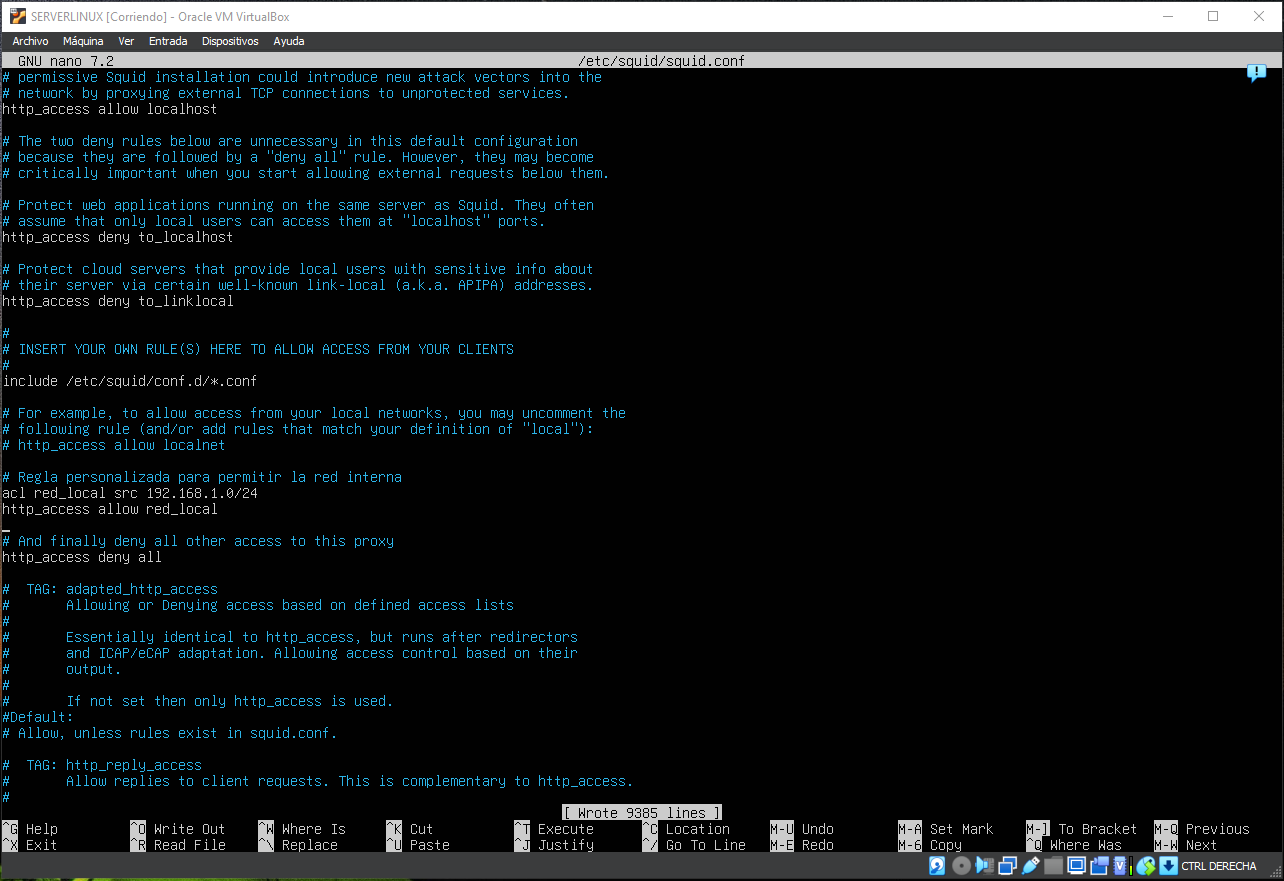 SERVERLINUX [Corriendo] - Oracle VM VirtualBox
Archivo Máquina Ver Entrada Dispositivos Ayuda
GNU nano 7.2 /etc/squid/squid.conf
# permissive Squid installation could introduce new attack vectors into the
# network by proxying external TCP connections to unprotected services.
http_access allow localhost
# The two deny rules below are unnecessary in this default configuration
# because they are followed by a "deny all" rule. However, they may become
# critically important when you start allowing external requests below them.
# Protect web applications running on the same server as Squid. They often
# assume that only local users can access them at "localhost" ports.
http_access deny to_localhost
# Protect cloud servers that provide local users with sensitive info about
# their server via certain well-known link-local (a.k.a. APIPA) addresses.
http_access deny to_linklocal
#
# INSERT YOUR OWN RULE(S) HERE TO ALLOW ACCESS FROM YOUR CLIENTS
#
include /etc/squid/conf.d/*.conf
# For example, to allow access from your local networks, you may uncomment the
# following rule (and/or add rules that match your definition of "local"):
# http_access allow localnet
# Regla personalizada para permitir la red interna
acl red_local src 192.168.1.0/24
http_access allow red_local
# And finally deny all other access to this proxy
http_access deny all
#  TAG: adapted_http_access
#       Allowing or Denying access based on defined access lists
#
#       Essentially identical to http_access, but runs after redirectors
#       and ICAP/eCAP adaptation. Allowing access control based on their
#       output.
#
#       If not set then only http_access is used.
#Default:
# Allow, unless rules exist in squid.conf.
#  TAG: http_reply_access
#       Allow replies to client requests. This is complementary to http_access.
#
[ Wrote 9385 lines ]
^G Help ^O Write Out ^W Where Is ^K Cut ^T Execute ^C Location M-U Undo M-A Set Mark M-] To Bracket M-Q Previous
^X Exit ^R Read File ^\ Replace ^U Paste ^J Justify ^/ Go To Line M-E Redo M-6 Copy ^Q Where Was M-W Next
CTRL DERECHA